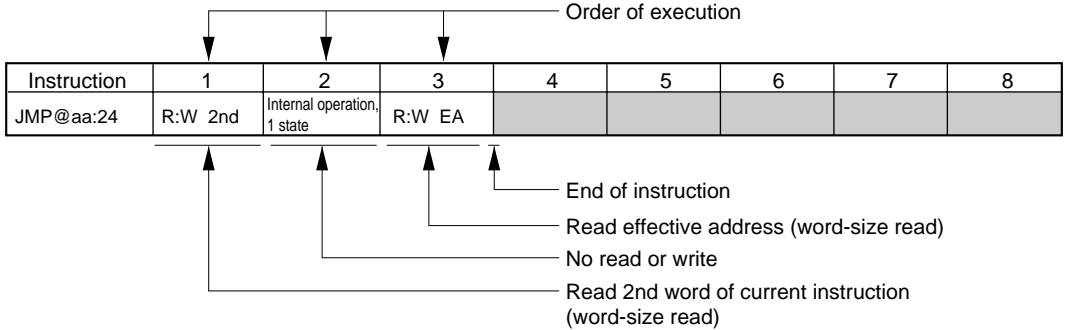 Order of execution
Instruction 1 2 3 4 5 6 7 8
JMP@aa:24 R:W 2nd Internal operation, 1 state R:W EA
End of instruction
Read effective address (word-size read)
No read or write
Read 2nd word of current instruction
(word-size read)